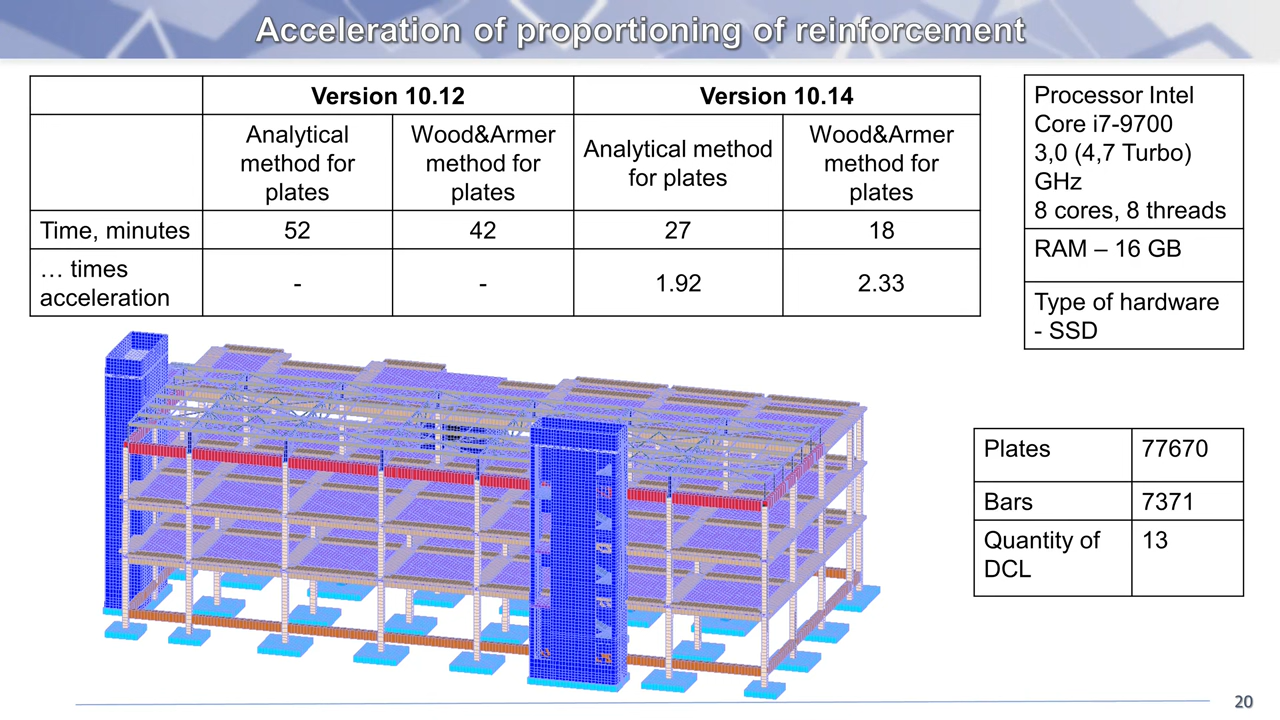 Acceleration of proportioning of reinforcement
Version 10.12
Version 10.14
Analytical
method for
plates
Wood&Armer
method for
plates
Analytical method
for plates
Wood&Armer
method for
plates
Time, minutes
52
42
27
18
… times
acceleration
-
-
1.92
2.33
Processor Intel
Core i7-9700
3,0 (4,7 Turbo)
GHz
8 cores, 8 threads
RAM – 16 GB
Type of hardware
- SSD
Plates
77670
Bars
7371
Quantity of
DCL
13
20